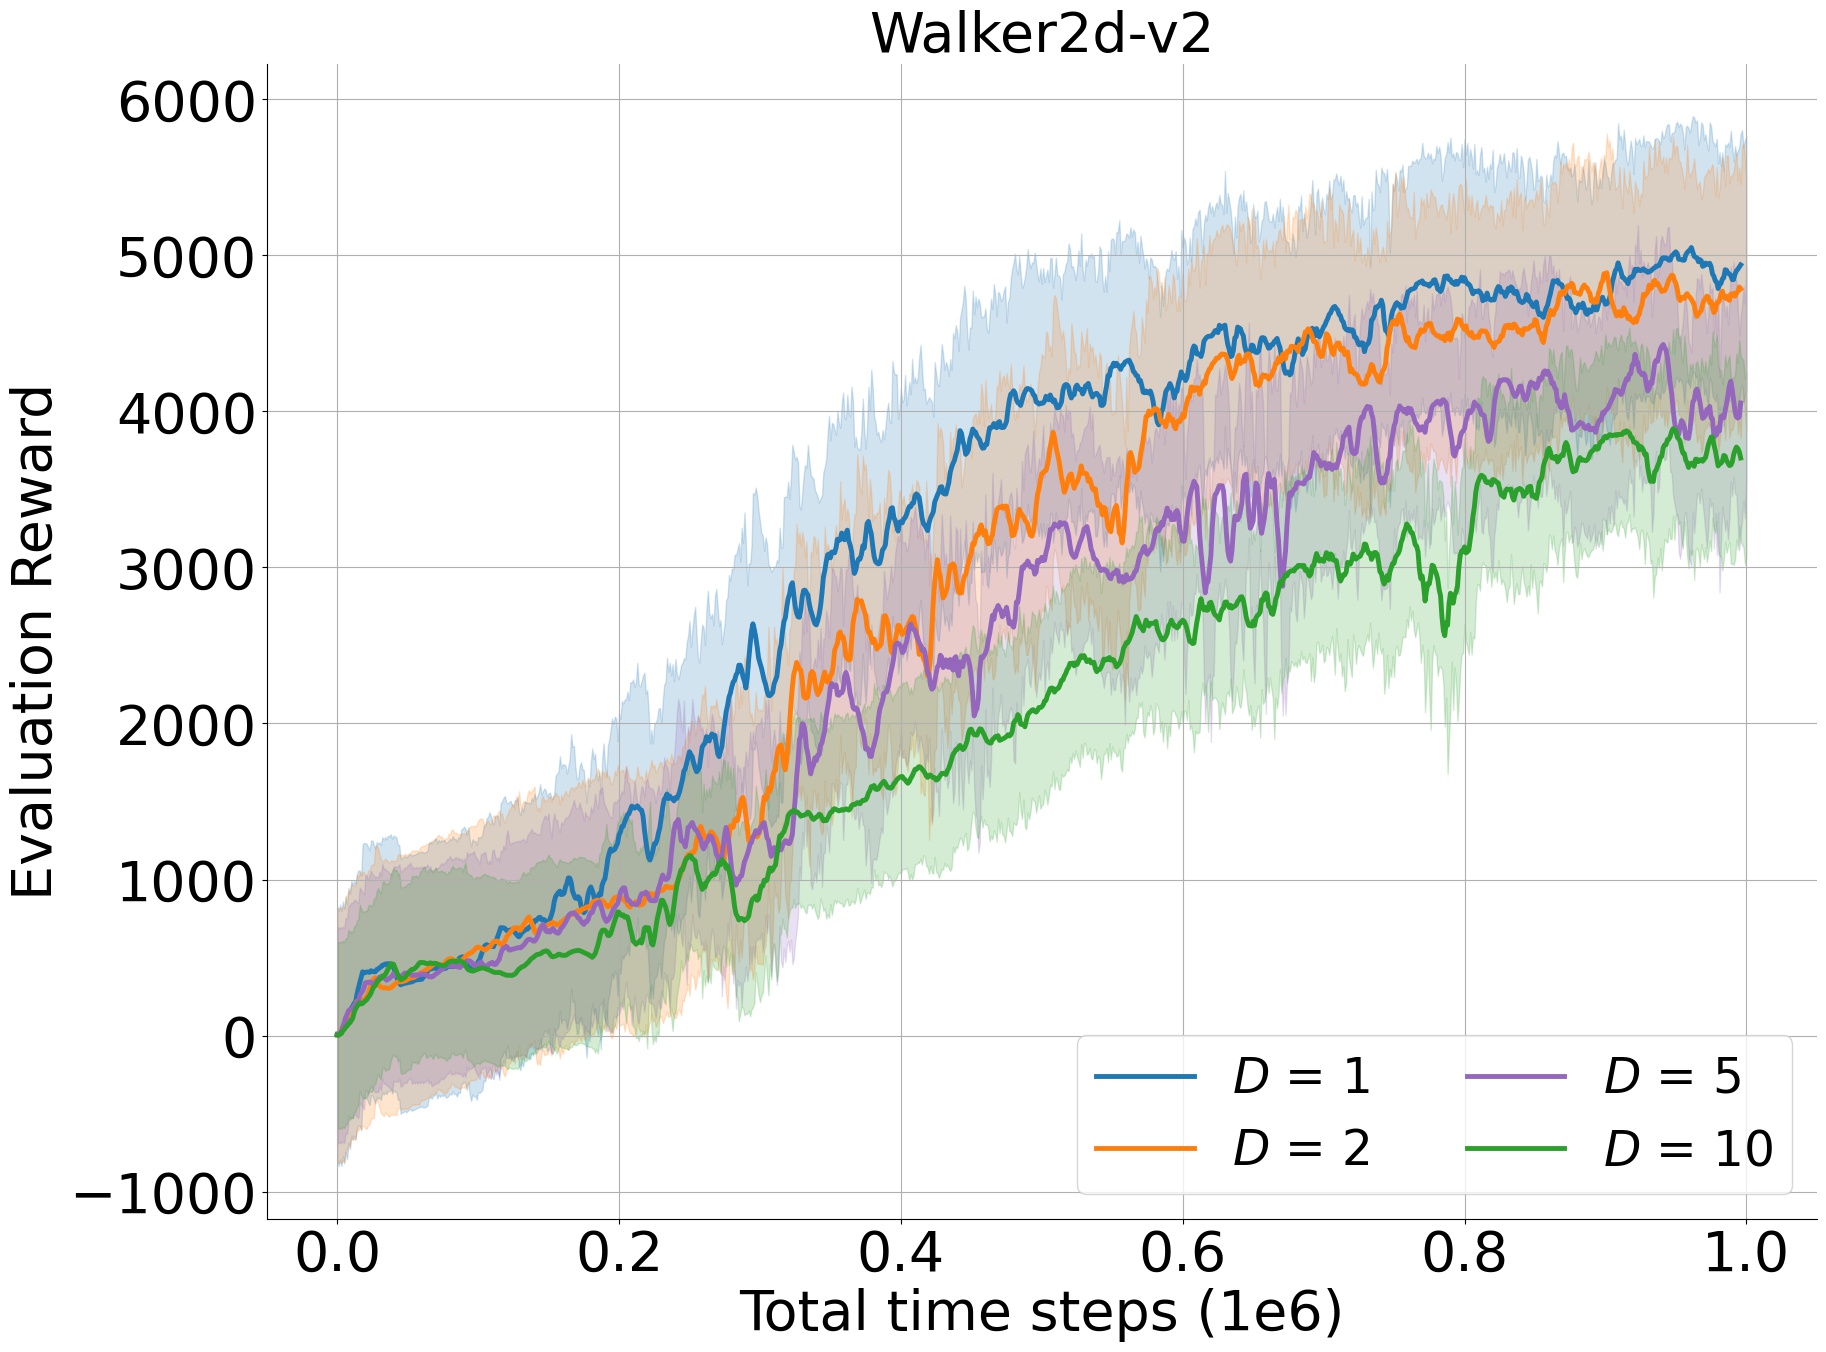 Walker2d-v2
Evaluation Reward
6000
5000
4000
3000
2000
1000
0
−1000
0.0 0.2 0.4 0.6 0.8 1.0
Total time steps (1e6)
D = 1 D = 5
D = 2 D = 10